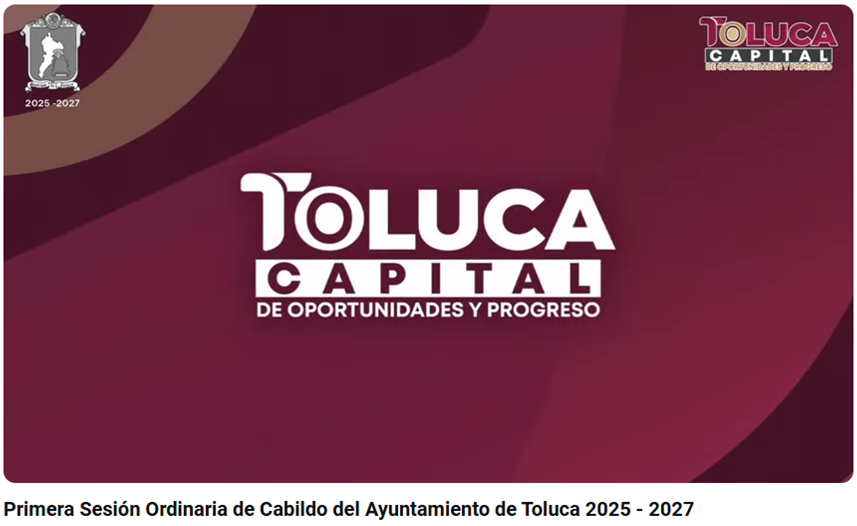 2025 -2027
TOLUCA
CAPITAL
DE OPORTUNIDADES Y PROGRESO
TOLUCA
CAPITAL
DE OPORTUNIDADES Y PROGRESO
Primera Sesión Ordinaria de Cabildo del Ayuntamiento de Toluca 2025 - 2027